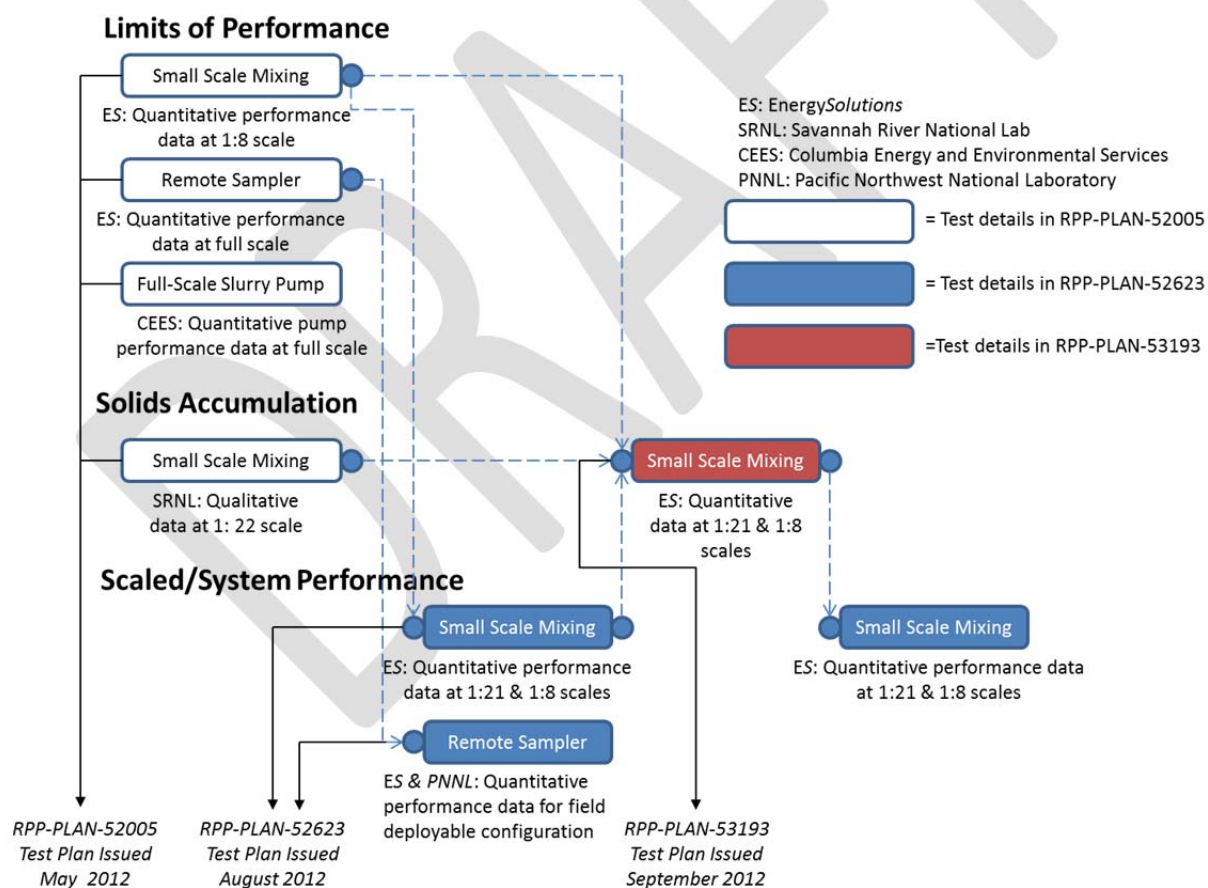 DRAFT
Limits of Performance
Small Scale Mixing
ES: Quantitative performance
data at 1:8 scale
Remote Sampler
ES: Quantitative performance
data at full scale
Full-Scale Slurry Pump
CEES: Quantitative pump
performance data at full scale
ES: EnergySolutions
SRNL: Savannah River National Lab
CEES: Columbia Energy and Environmental Services
PNNL: Pacific Northwest National Laboratory
= Test details in RPP-PLAN-52005
= Test details in RPP-PLAN-52623
=Test details in RPP-PLAN-53193
Solids Accumulation
Small Scale Mixing
SRNL: Qualitative
data at 1: 22 scale
Small Scale Mixing
ES: Quantitative
data at 1:21 & 1:8
scales
Scaled/System Performance
Small Scale Mixing
ES: Quantitative performance
data at 1:21 & 1:8 scales
Small Scale Mixing
ES: Quantitative performance data
at 1:21 & 1:8 scales
Remote Sampler
ES & PNNL: Quantitative
performance data for field
deployable configuration
RPP-PLAN-52005
Test Plan Issued
May 2012
RPP-PLAN-52623
Test Plan Issued
August 2012
RPP-PLAN-53193
Test Plan Issued
September 2012